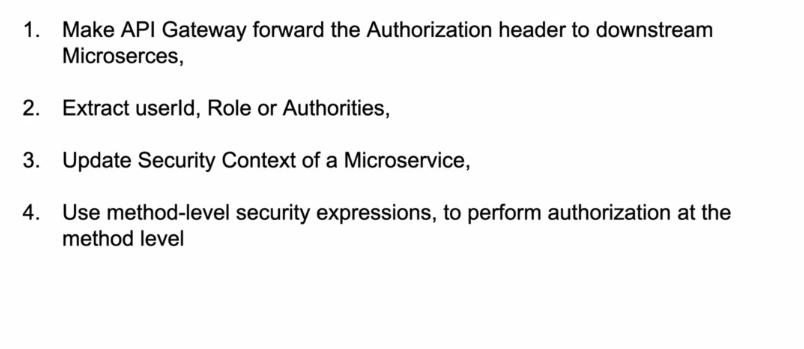 1. Make API Gateway forward the Authorization header to downstream
Microserces,
2. Extract userId, Role or Authorities,
3. Update Security Context of a Microservice,
4. Use method-level security expressions, to perform authorization at the
method level